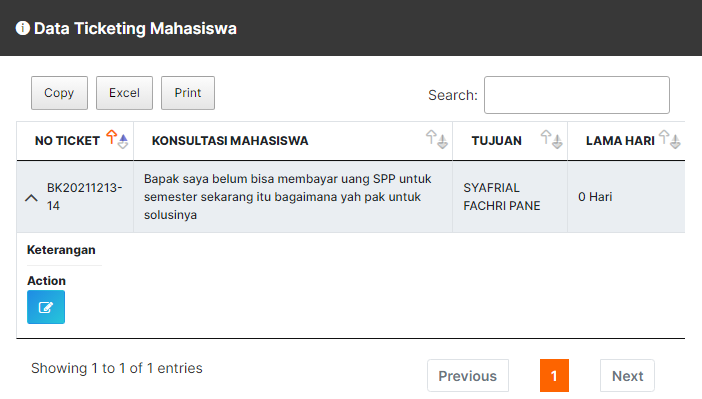 Data Ticketing Mahasiswa
Copy Excel Print Search:
NO TICKET KONSULTASI MAHASISWA TUJUAN LAMA HARI
BK20211213-
14
Bapak saya belum bisa membayar uang SPP untuk
semester sekarang itu bagaimana yah pak untuk
solusinya
SYAFRIAL
FACHRI PANE
0 Hari
Keterangan
Action
Showing 1 to 1 of 1 entries
Previous 1 Next